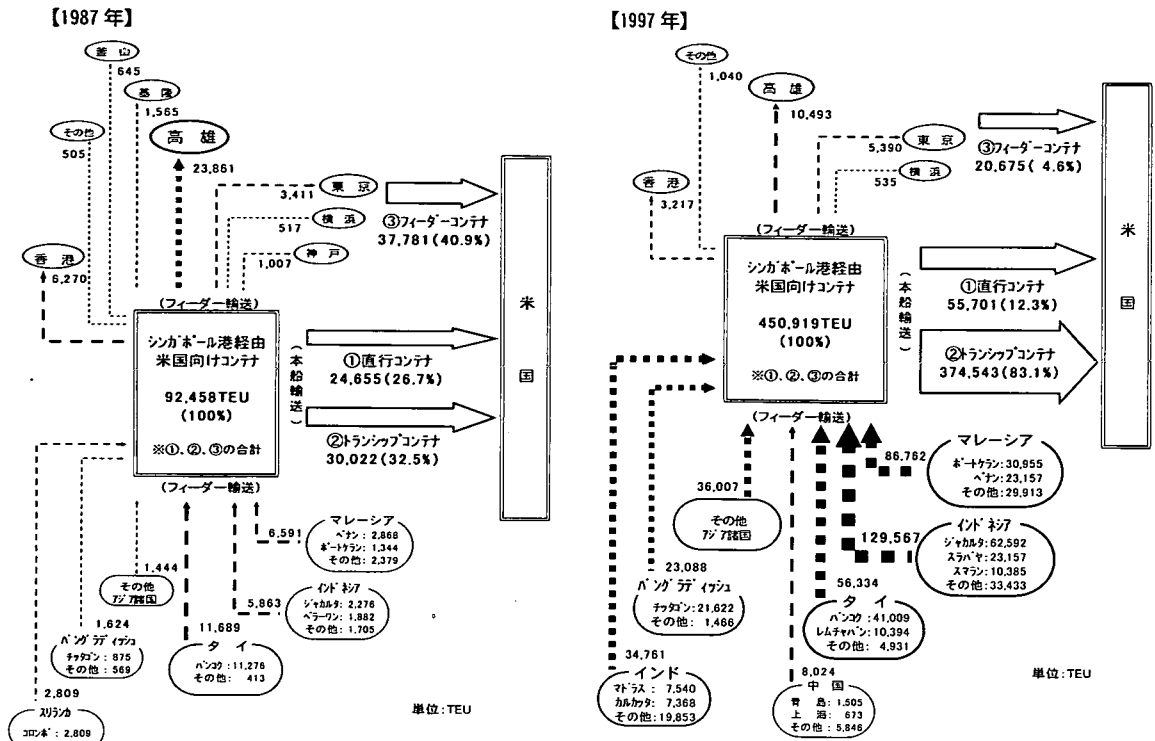 【1987 年】
釜 山
645
基 隆
1,565
その他
505
高 雄
23,861
東 京
3,411
横 浜
517
神 戸
1,007
香 港
6,270
③フィーダーコンテナ
37,781(40.9%)
(フィーダー輸送)
シンガポール港経由
米国向けコンテナ
92,458TEU
(100%)
※①、②、③の合計
(フィーダー輸送)
(本船輸送)
①直行コンテナ
24,655(26.7%)
②トランシップコンテナ
30,022(32.5%)
米国
6,591
マレーシア
ペナン : 2,868
ポートケラン : 1,344
その他 : 2,379
5,863
インドネシア
ジャカルタ : 2,276
ベラーワン : 1,882
その他 : 1,705
11,689
タ イ
バンコク : 11,276
その他 : 413
1,444
その他
アジア諸国
1,624
バングラディッシュ
チッタゴン : 875
その他 : 569
2,809
スリランカ
コロンボ : 2,809
単位:TEU
【1997 年】
その他
1,040
高 雄
10,493
東 京
5,390
横 浜
535
香 港
3,217
③フィーダーコンテナ
20,675( 4.6%)
(フィーダー輸送)
シンガポール港経由
米国向けコンテナ
450,919TEU
(100%)
※①、②、③の合計
(フィーダー輸送)
(本船輸送)
①直行コンテナ
55,701(12.3%)
②トランシップコンテナ
374,543(83.1%)
米国
86,762
マレーシア
ポートケラン:30,955
ペナン:23,157
その他:29,913
129,567
インドネシア
ジャカルタ:62,592
スラバヤ:23,157
スマラン:10,385
その他:33,433
56,334
タ イ
バンコク:41,009
レムチャバン:10,394
その他: 4,931
8,024
中 国
青 島: 1,505
上 海: 673
その他: 5,846
36,007
その他
アジア諸国
23,088
バングラディッシュ
チッタゴン:21,622
その他: 1,466
34,761
インド
マドラス : 7,540
カルカッタ: 7,368
その他:19,853
単位:TEU